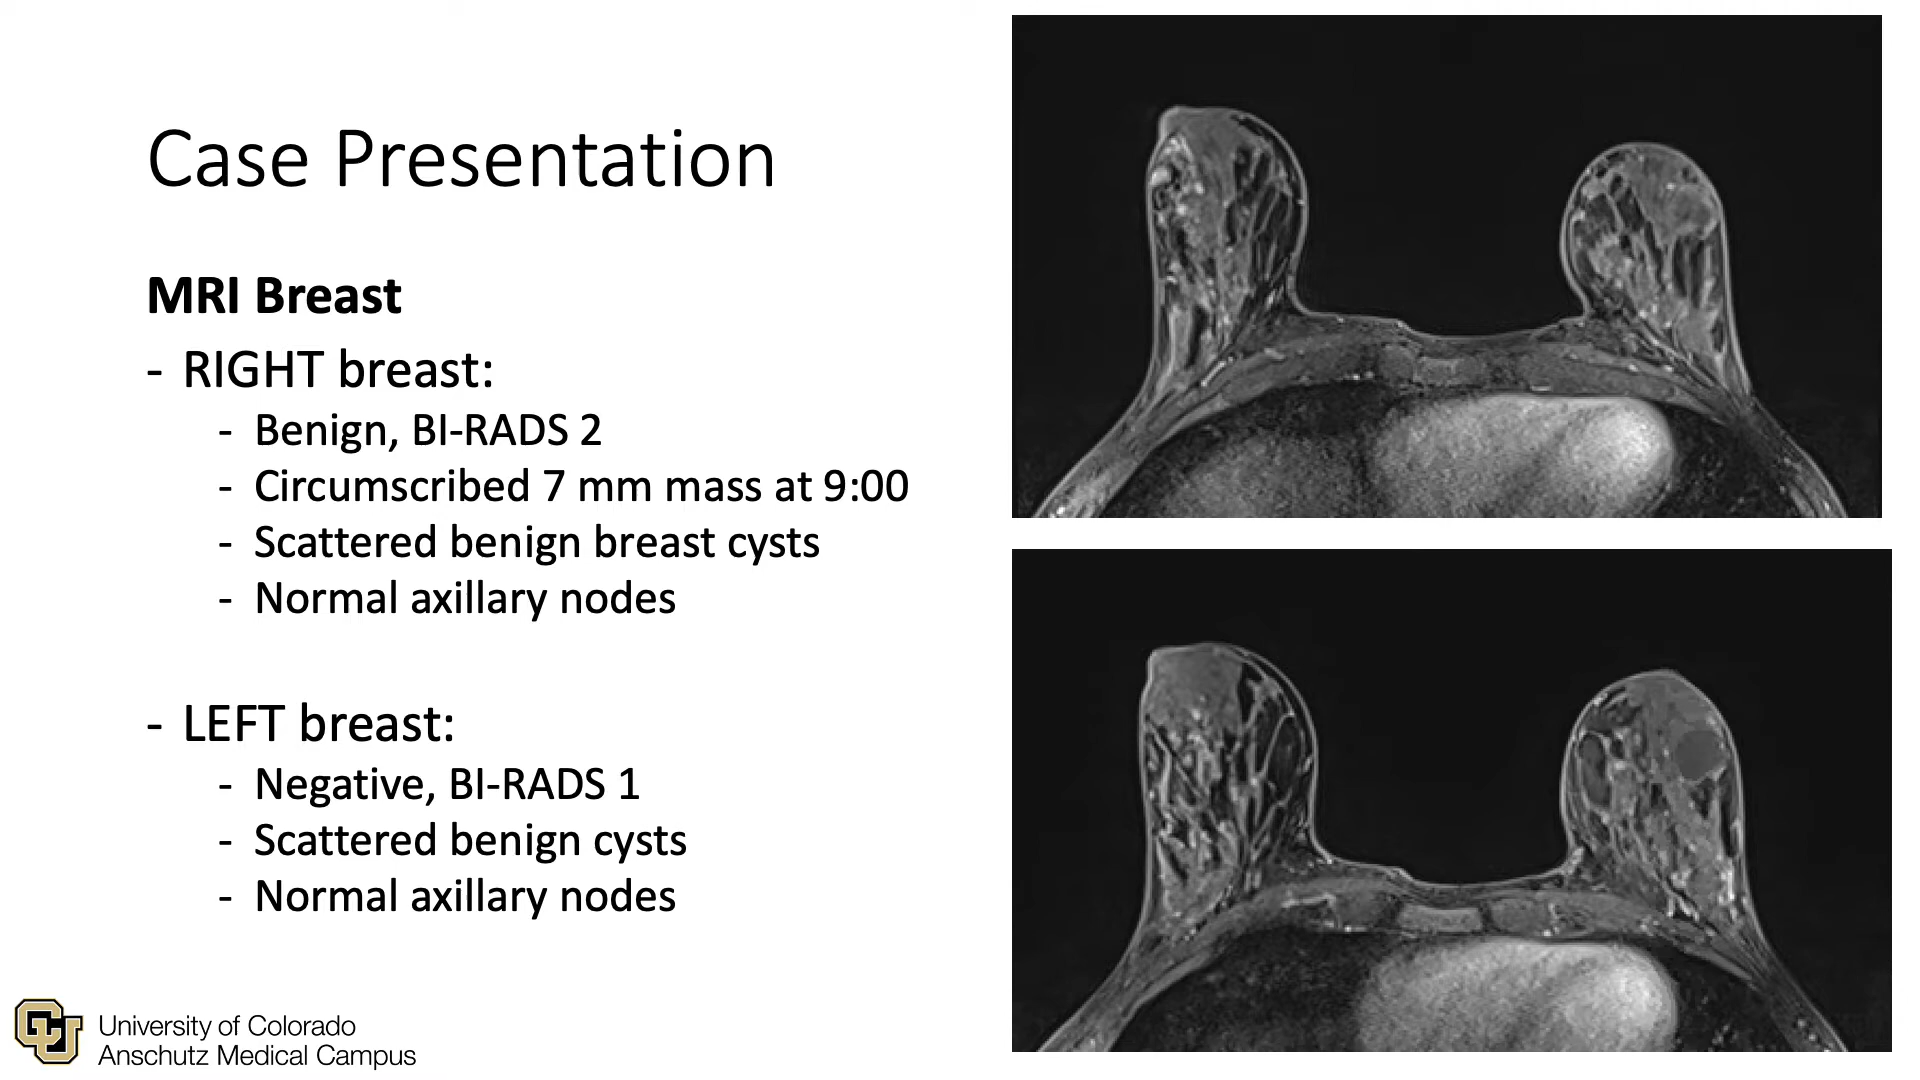 Case Presentation
MRI Breast
- RIGHT breast:
- Benign, BI-RADS 2
- Circumscribed 7 mm mass at 9:00
- Scattered benign breast cysts
- Normal axillary nodes
- LEFT breast:
- Negative, BI-RADS 1
- Scattered benign cysts
- Normal axillary nodes
CU
University of Colorado
Anschutz Medical Campus